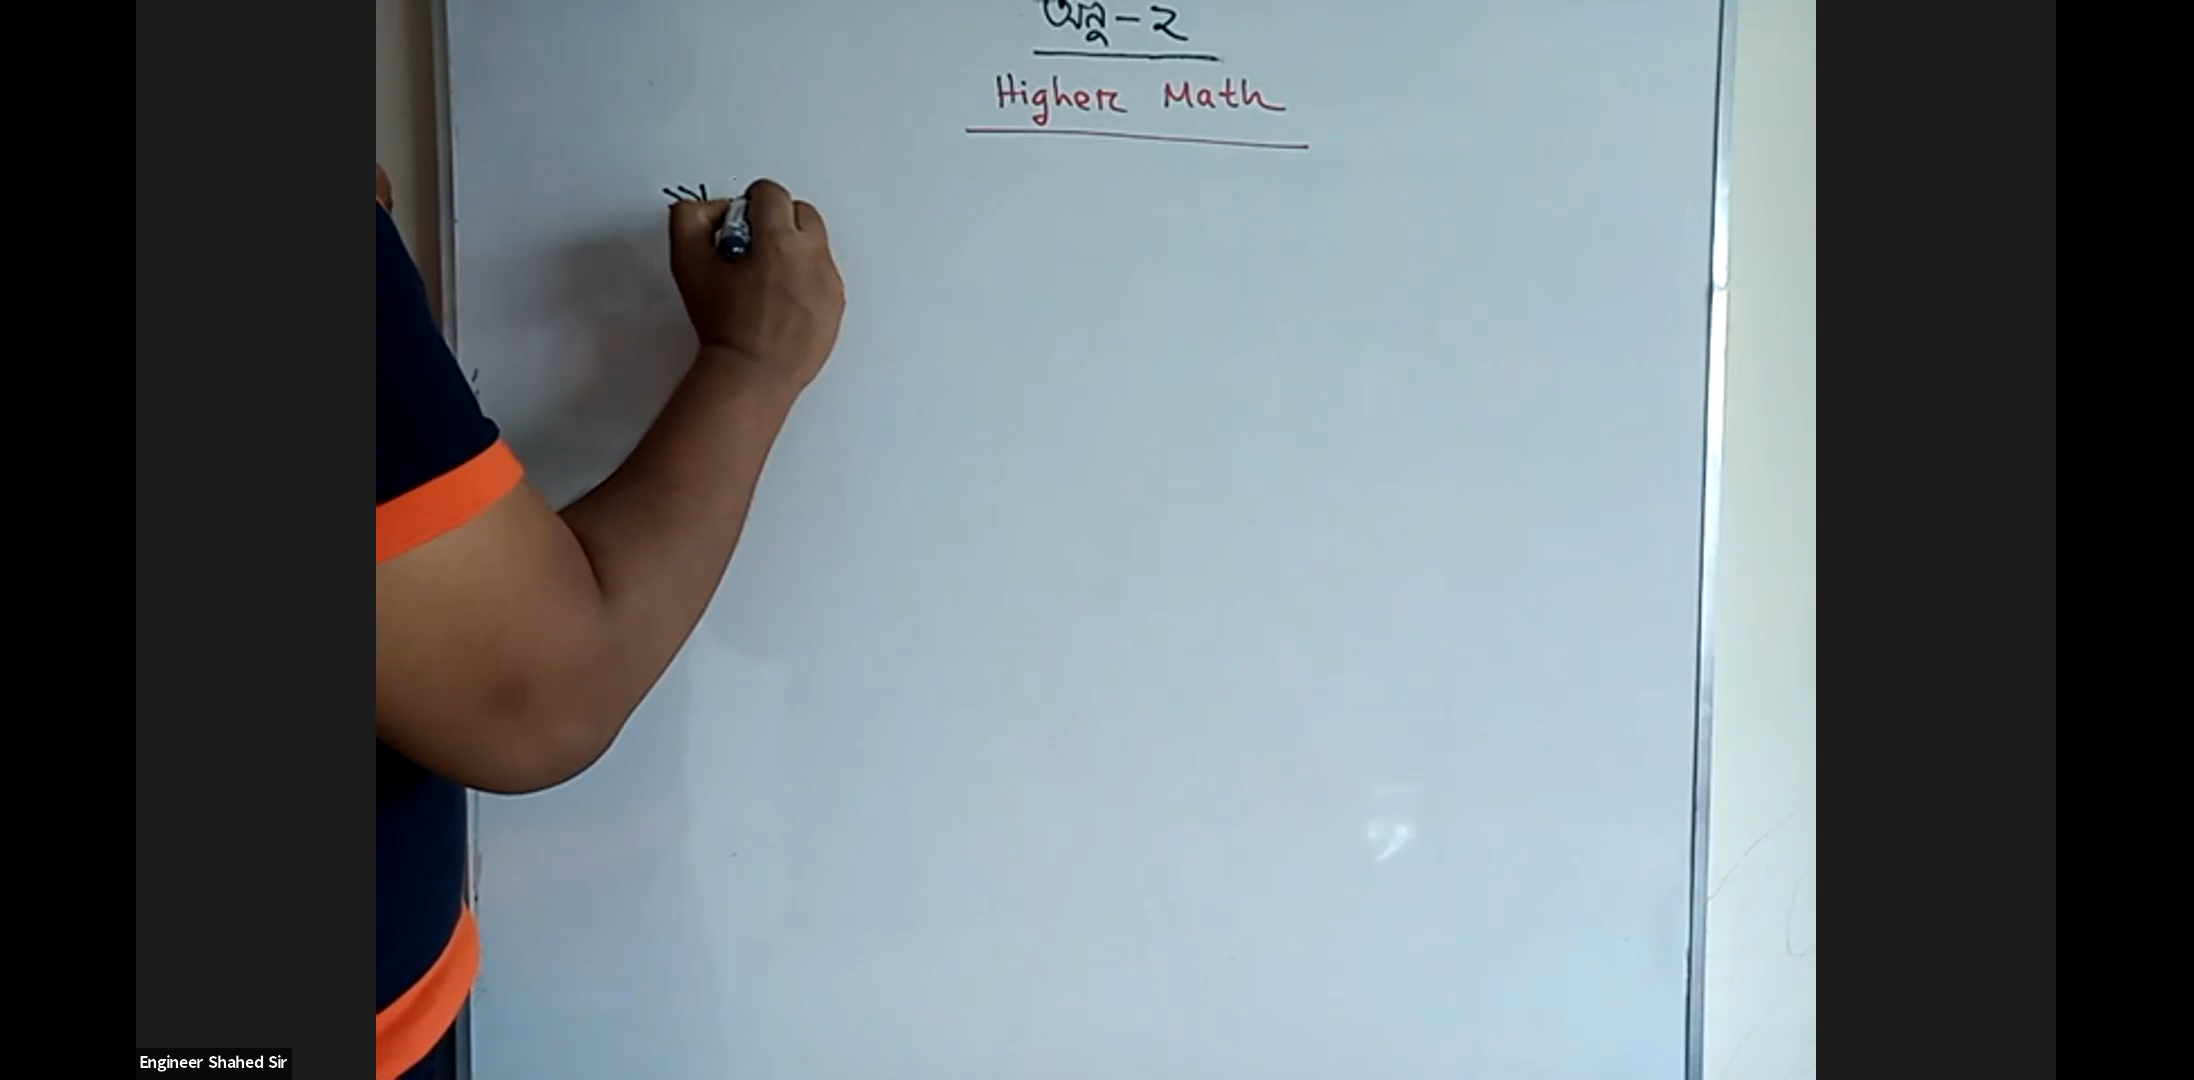 অনু - ২
Higher Math
Engineer Shahed Sir